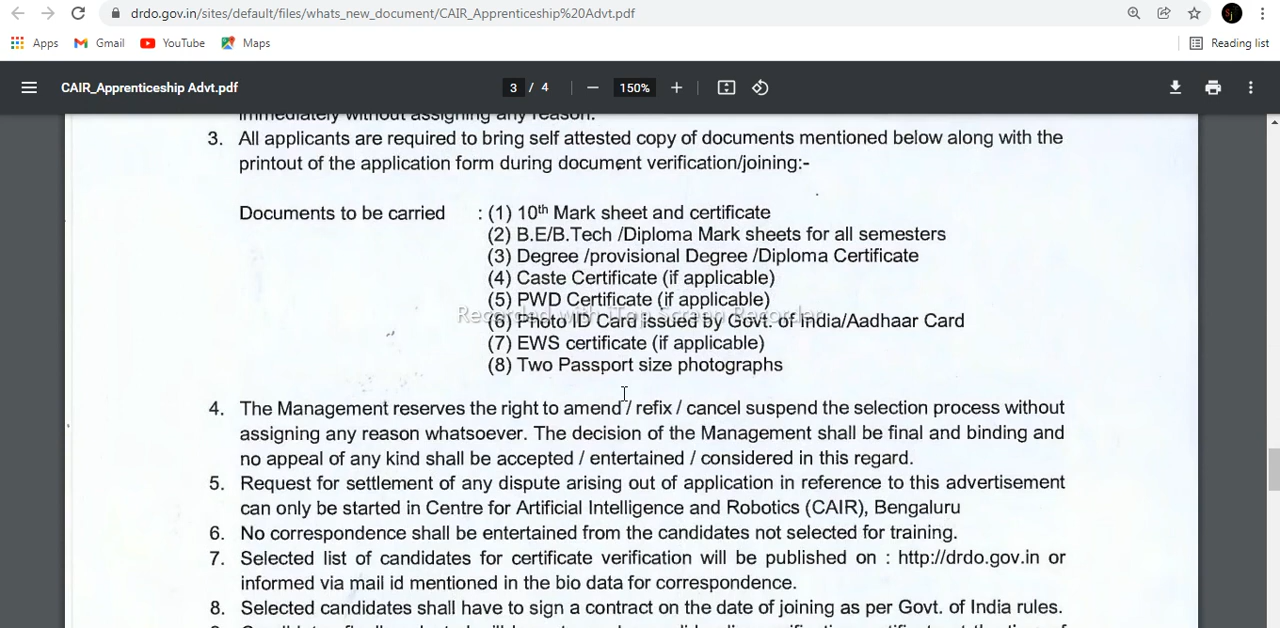 drdo.gov.in/sites/default/files/whats_new_document/CAIR_Apprenticeship%20Advt.pdf
Apps Gmail YouTube Maps Reading list
CAIR_Apprenticeship Advt.pdf 3 / 4 150%
immediately without assigning any reason.
3. All applicants are required to bring self attested copy of documents mentioned below along with the
printout of the application form during document verification/joining:-
Documents to be carried : (1) 10th Mark sheet and certificate
(2) B.E/B.Tech /Diploma Mark sheets for all semesters
(3) Degree /provisional Degree /Diploma Certificate
(4) Caste Certificate (if applicable)
(5) PWD Certificate (if applicable)
Recorded with iTop Screen Recorder
(6) Photo ID Card issued by Govt. of India/Aadhaar Card
(7) EWS certificate (if applicable)
(8) Two Passport size photographs
4. The Management reserves the right to amend / refix / cancel suspend the selection process without
assigning any reason whatsoever. The decision of the Management shall be final and binding and
no appeal of any kind shall be accepted / entertained / considered in this regard.
5. Request for settlement of any dispute arising out of application in reference to this advertisement
can only be started in Centre for Artificial Intelligence and Robotics (CAIR), Bengaluru
6. No correspondence shall be entertained from the candidates not selected for training.
7. Selected list of candidates for certificate verification will be published on : http://drdo.gov.in or
informed via mail id mentioned in the bio data for correspondence.
8. Selected candidates shall have to sign a contract on the date of joining as per Govt. of India rules.